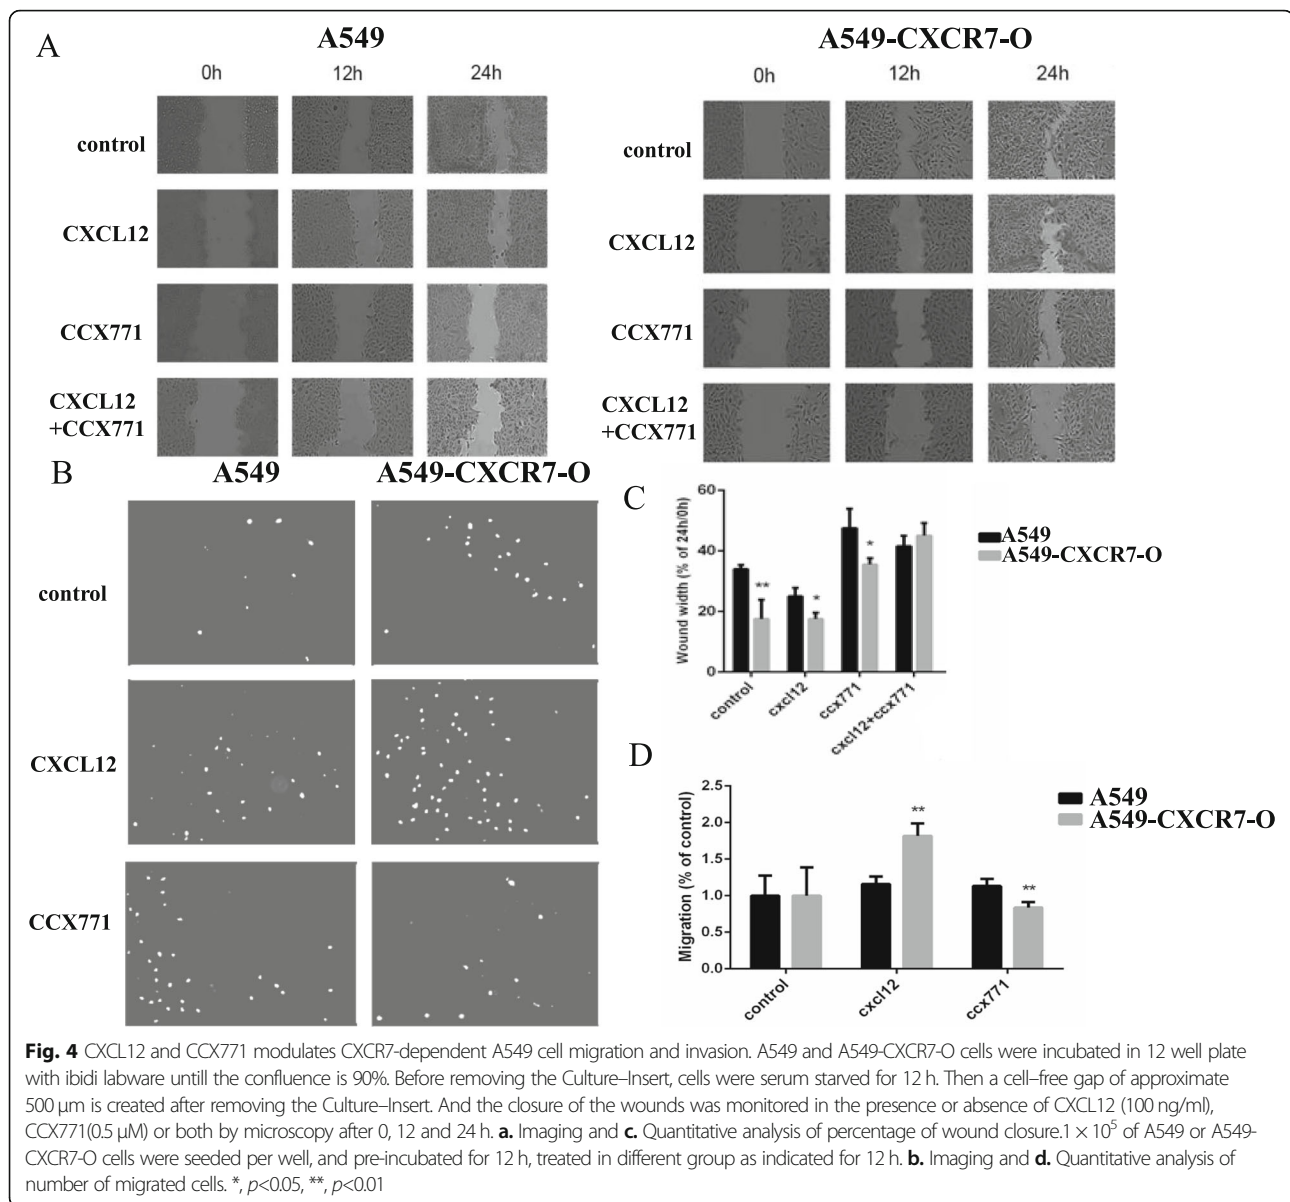 A
A549
A549-CXCR7-O
0h
12h
24h
0h
12h
24h
control
CXCL12
CCX771
CXCL12
+CCX771
control
CXCL12
CCX771
CXCL12
+CCX771
B
A549
A549-CXCR7-O
control
CXCL12
CCX771
C
60
40
20
0
Wound width (% of 24h/0h)
**
*
*
control
cxcl12
ccx771
cxcl12+ccx771
A549
A549-CXCR7-O
D
2.5
2.0
1.5
1.0
0.5
0.0
Migration (% of control)
**
**
control
cxcl12
ccx771
A549
A549-CXCR7-O
Fig. 4 CXCL12 and CCX771 modulates CXCR7-dependent A549 cell migration and invasion. A549 and A549-CXCR7-O cells were incubated in 12 well plate
with ibidi labware untill the confluence is 90%. Before removing the Culture–Insert, cells were serum starved for 12 h. Then a cell–free gap of approximate
500 μm is created after removing the Culture–Insert. And the closure of the wounds was monitored in the presence or absence of CXCL12 (100 ng/ml),
CCX771(0.5 μM) or both by microscopy after 0, 12 and 24 h. a. Imaging and c. Quantitative analysis of percentage of wound closure.1 × 10⁵ of A549 or A549-
CXCR7-O cells were seeded per well, and pre-incubated for 12 h, treated in different group as indicated for 12 h. b. Imaging and d. Quantitative analysis of
number of migrated cells. *, p<0.05, **, p<0.01